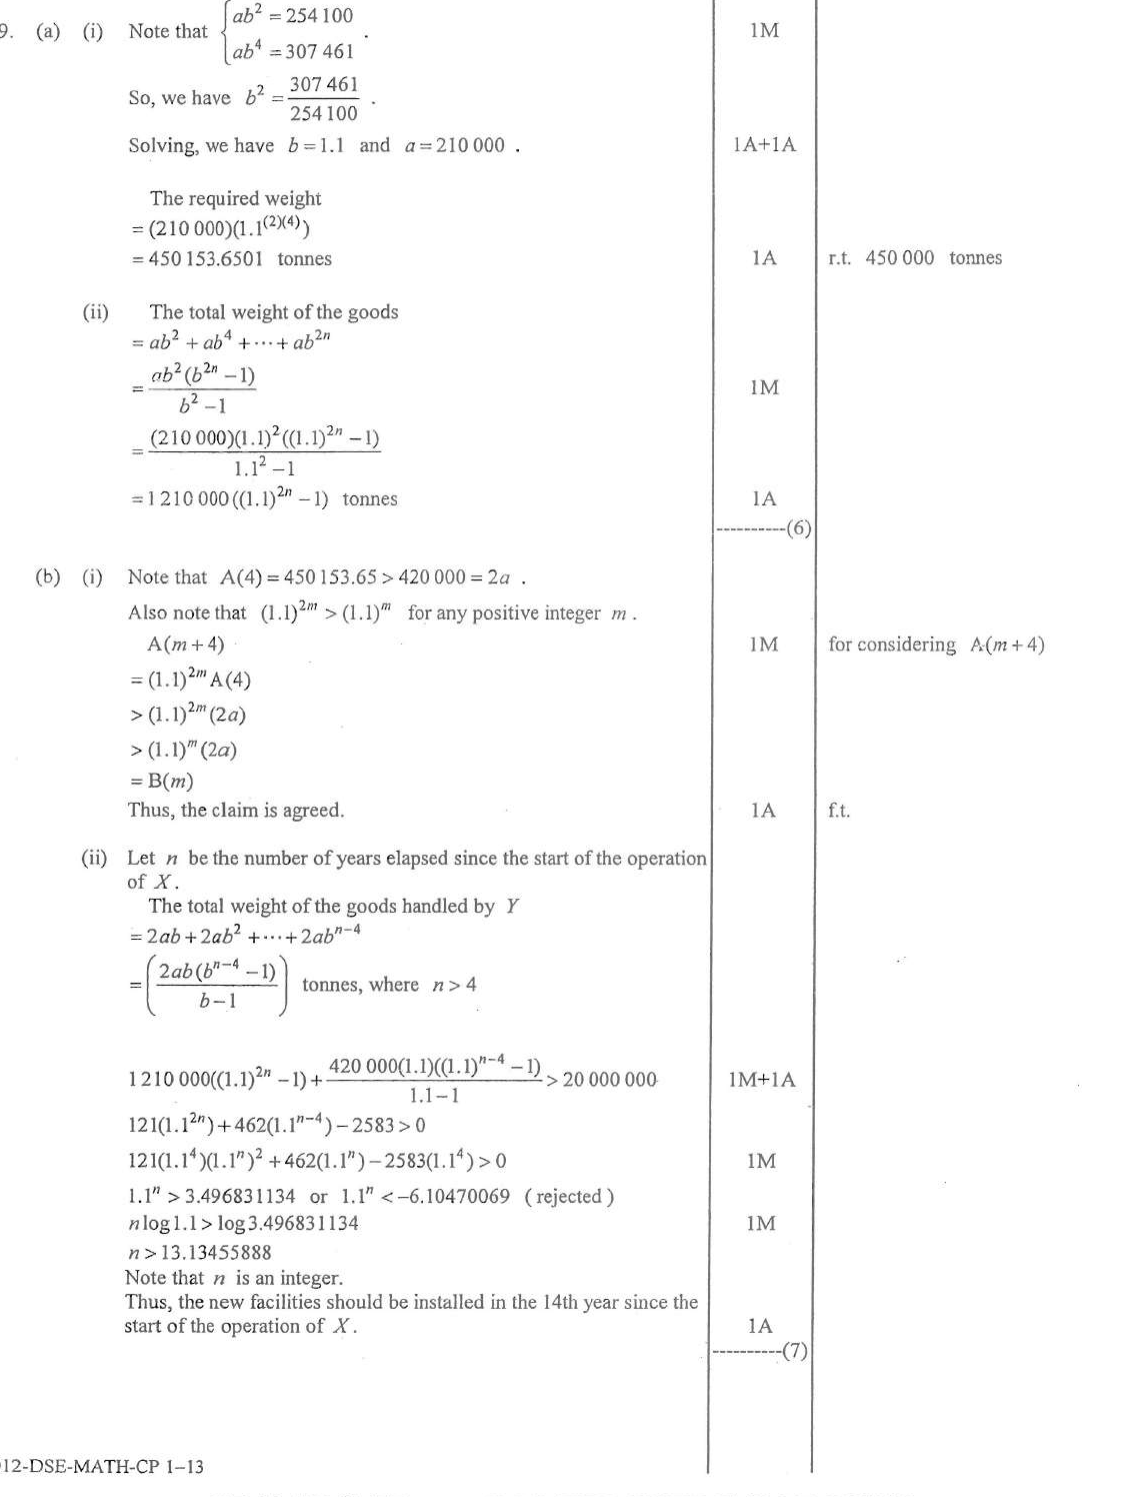 9. (a) (i) Note that { ab² = 254 100 1M
ab⁴ = 307 461 .
So, we have b² = 307 461 / 254 100 .
Solving, we have b = 1.1 and a = 210 000 . 1A+1A
The required weight
= (210 000)(1.1^(2)(4))
= 450 153.6501 tonnes 1A r.t. 450 000 tonnes
(ii) The total weight of the goods
= ab² + ab⁴ + ··· + ab²ⁿ
= ab²(b²ⁿ − 1) / b² − 1 1M
= (210 000)(1.1)²((1.1)²ⁿ − 1) / 1.1² − 1
= 1 210 000((1.1)²ⁿ − 1) tonnes 1A
----------(6)
(b) (i) Note that A(4) = 450 153.65 > 420 000 = 2a .
Also note that (1.1)²ᵐ > (1.1)ᵐ for any positive integer m .
A(m + 4) 1M for considering A(m + 4)
= (1.1)²ᵐ A(4)
> (1.1)²ᵐ (2a)
> (1.1)ᵐ (2a)
= B(m)
Thus, the claim is agreed. 1A f.t.
(ii) Let n be the number of years elapsed since the start of the operation
of X .
The total weight of the goods handled by Y
= 2ab + 2ab² + ··· + 2abⁿ⁻⁴
= (2ab(bⁿ⁻⁴ − 1) / b − 1) tonnes, where n > 4
1 210 000((1.1)²ⁿ − 1) + 420 000(1.1)((1.1)ⁿ⁻⁴ − 1) / 1.1 − 1 > 20 000 000 1M+1A
121(1.1²ⁿ) + 462(1.1ⁿ⁻⁴) − 2583 > 0
121(1.1⁴)(1.1ⁿ)² + 462(1.1ⁿ) − 2583(1.1⁴) > 0 1M
1.1ⁿ > 3.496831134 or 1.1ⁿ < −6.10470069 ( rejected )
n log 1.1 > log 3.496831134 1M
n > 13.13455888
Note that n is an integer.
Thus, the new facilities should be installed in the 14th year since the
start of the operation of X . 1A
----------(7)
12-DSE-MATH-CP 1–13